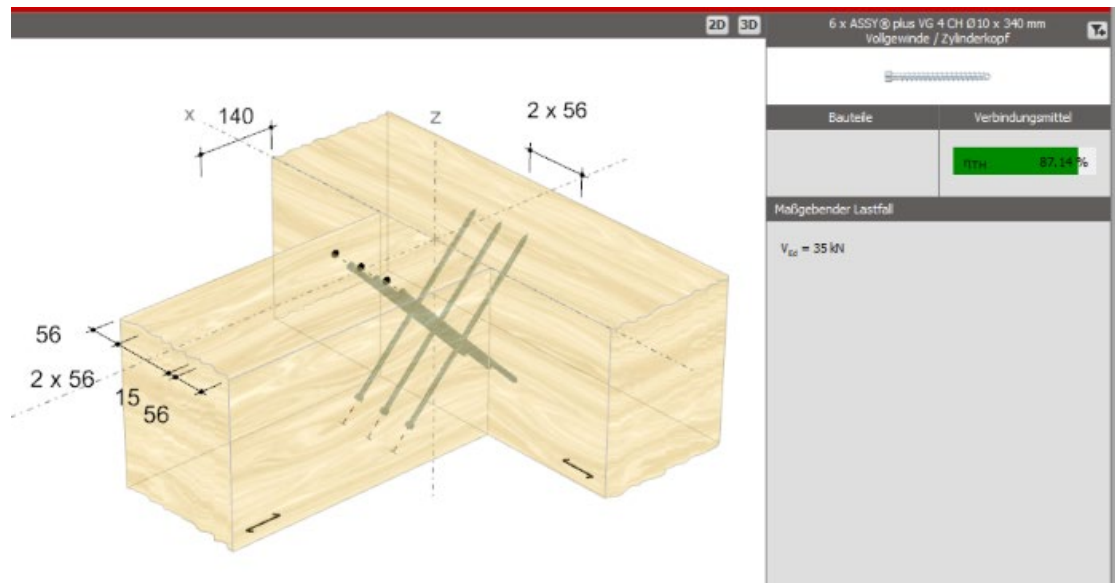 2D 3D
6 x ASSY® plus VG 4 CH Ø10 x 340 mm
Vollgewinde / Zylinderkopf
x 140
z
2 x 56
Bauteile Verbindungsmittel
ηTH 87.14 %
Maßgebender Lastfall
VEd = 35 kN
56
2 x 56
15
56